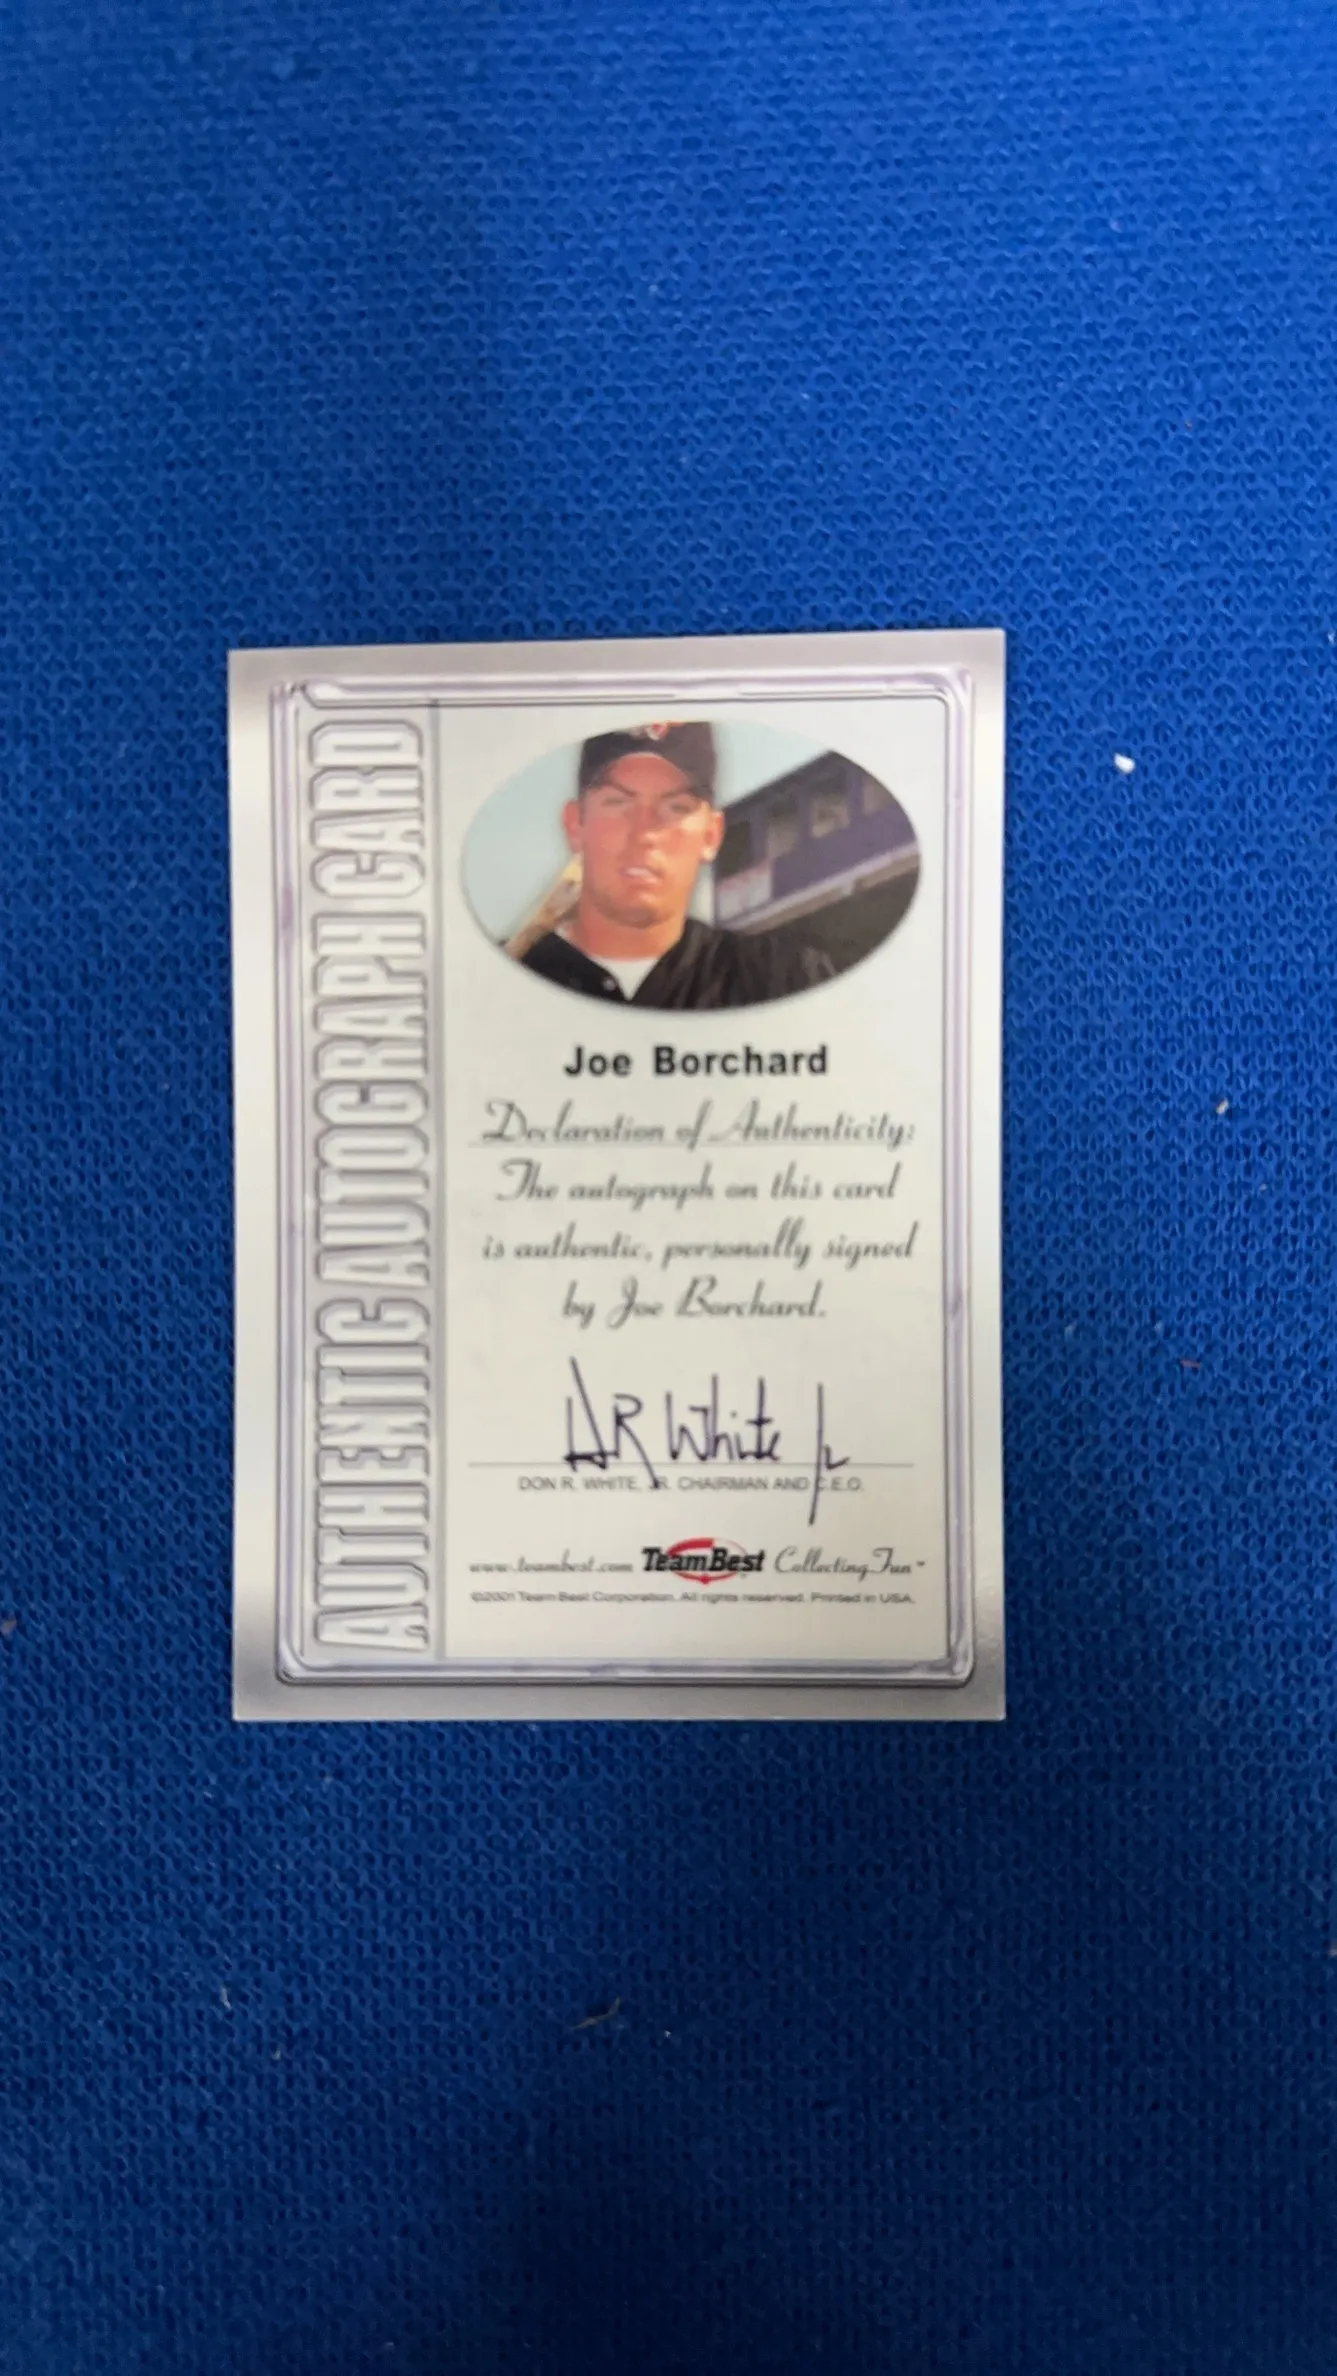 AUTHENTIC AUTOGRAPH CARD
Joe Borchard
Declaration of Authenticity:
The autograph on this card
is authentic, personally signed
by Joe Borchard.
DR White Jr
DON R. WHITE, JR. CHAIRMAN AND C.E.O.
www.teambest.com TeamBest Collecting Fun™
©2001 Team Best Corporation. All rights reserved. Printed in USA.